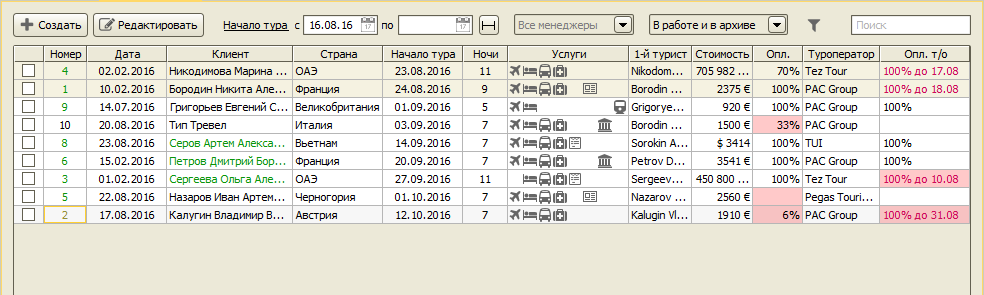 Создать Редактировать Начало тура с 16.08.16 17 по 17 Все менеджеры В работе и в архиве Поиск
Номер Дата Клиент Страна Начало тура Ночи Услуги 1-й турист Стоимость Опл. Туроператор Опл. т/о
4 02.02.2016 Никодимова Марина ... ОАЭ 23.08.2016 11 Nikodom... 705 982 ... 70% Tez Tour 100% до 17.08
1 10.02.2016 Бородин Никита Але... Франция 24.08.2016 9 Borodin ... 2375 € 100% PAC Group 100% до 18.08
9 14.07.2016 Григорьев Евгений С... Великобритания 01.09.2016 5 Grigorye... 920 € 100% PAC Group 100%
10 20.08.2016 Тип Тревел Италия 03.09.2016 7 Borodin ... 1500 € 33% PAC Group
8 23.08.2016 Серов Артем Алекса... Вьетнам 14.09.2016 7 Sorokin A... $ 3414 100% TUI 100%
6 15.02.2016 Петров Дмитрий Бор... Франция 20.09.2016 7 Petrov D... 3541 € 100% PAC Group 100%
3 01.02.2016 Сергеева Ольга Але... ОАЭ 27.09.2016 11 Sergeev... 450 800 ... 100% Tez Tour 100% до 10.08
5 22.08.2016 Назаров Иван Артем... Черногория 01.10.2016 7 Nazarov ... 2560 € Pegas Touri...
2 17.08.2016 Калугин Владимир В... Австрия 12.10.2016 7 Kalugin Vl... 1910 € 6% PAC Group 100% до 31.08